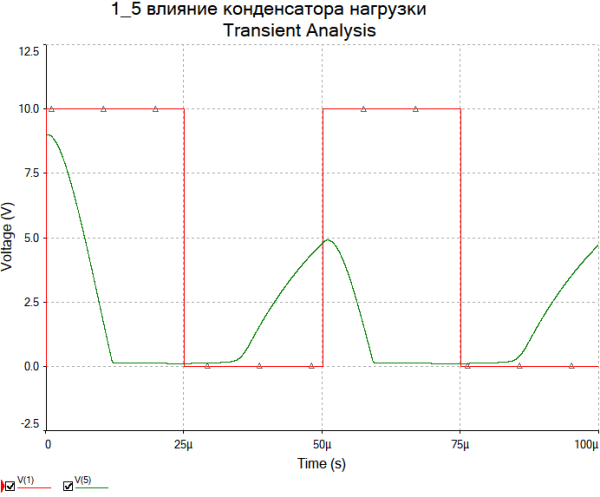 1_5 влияние конденсатора нагрузки
Transient Analysis
12.5
10.0
7.5
5.0
2.5
0.0
-2.5
Voltage (V)
0 25µ 50µ 75µ 100µ
Time (s)
V(1) V(5)